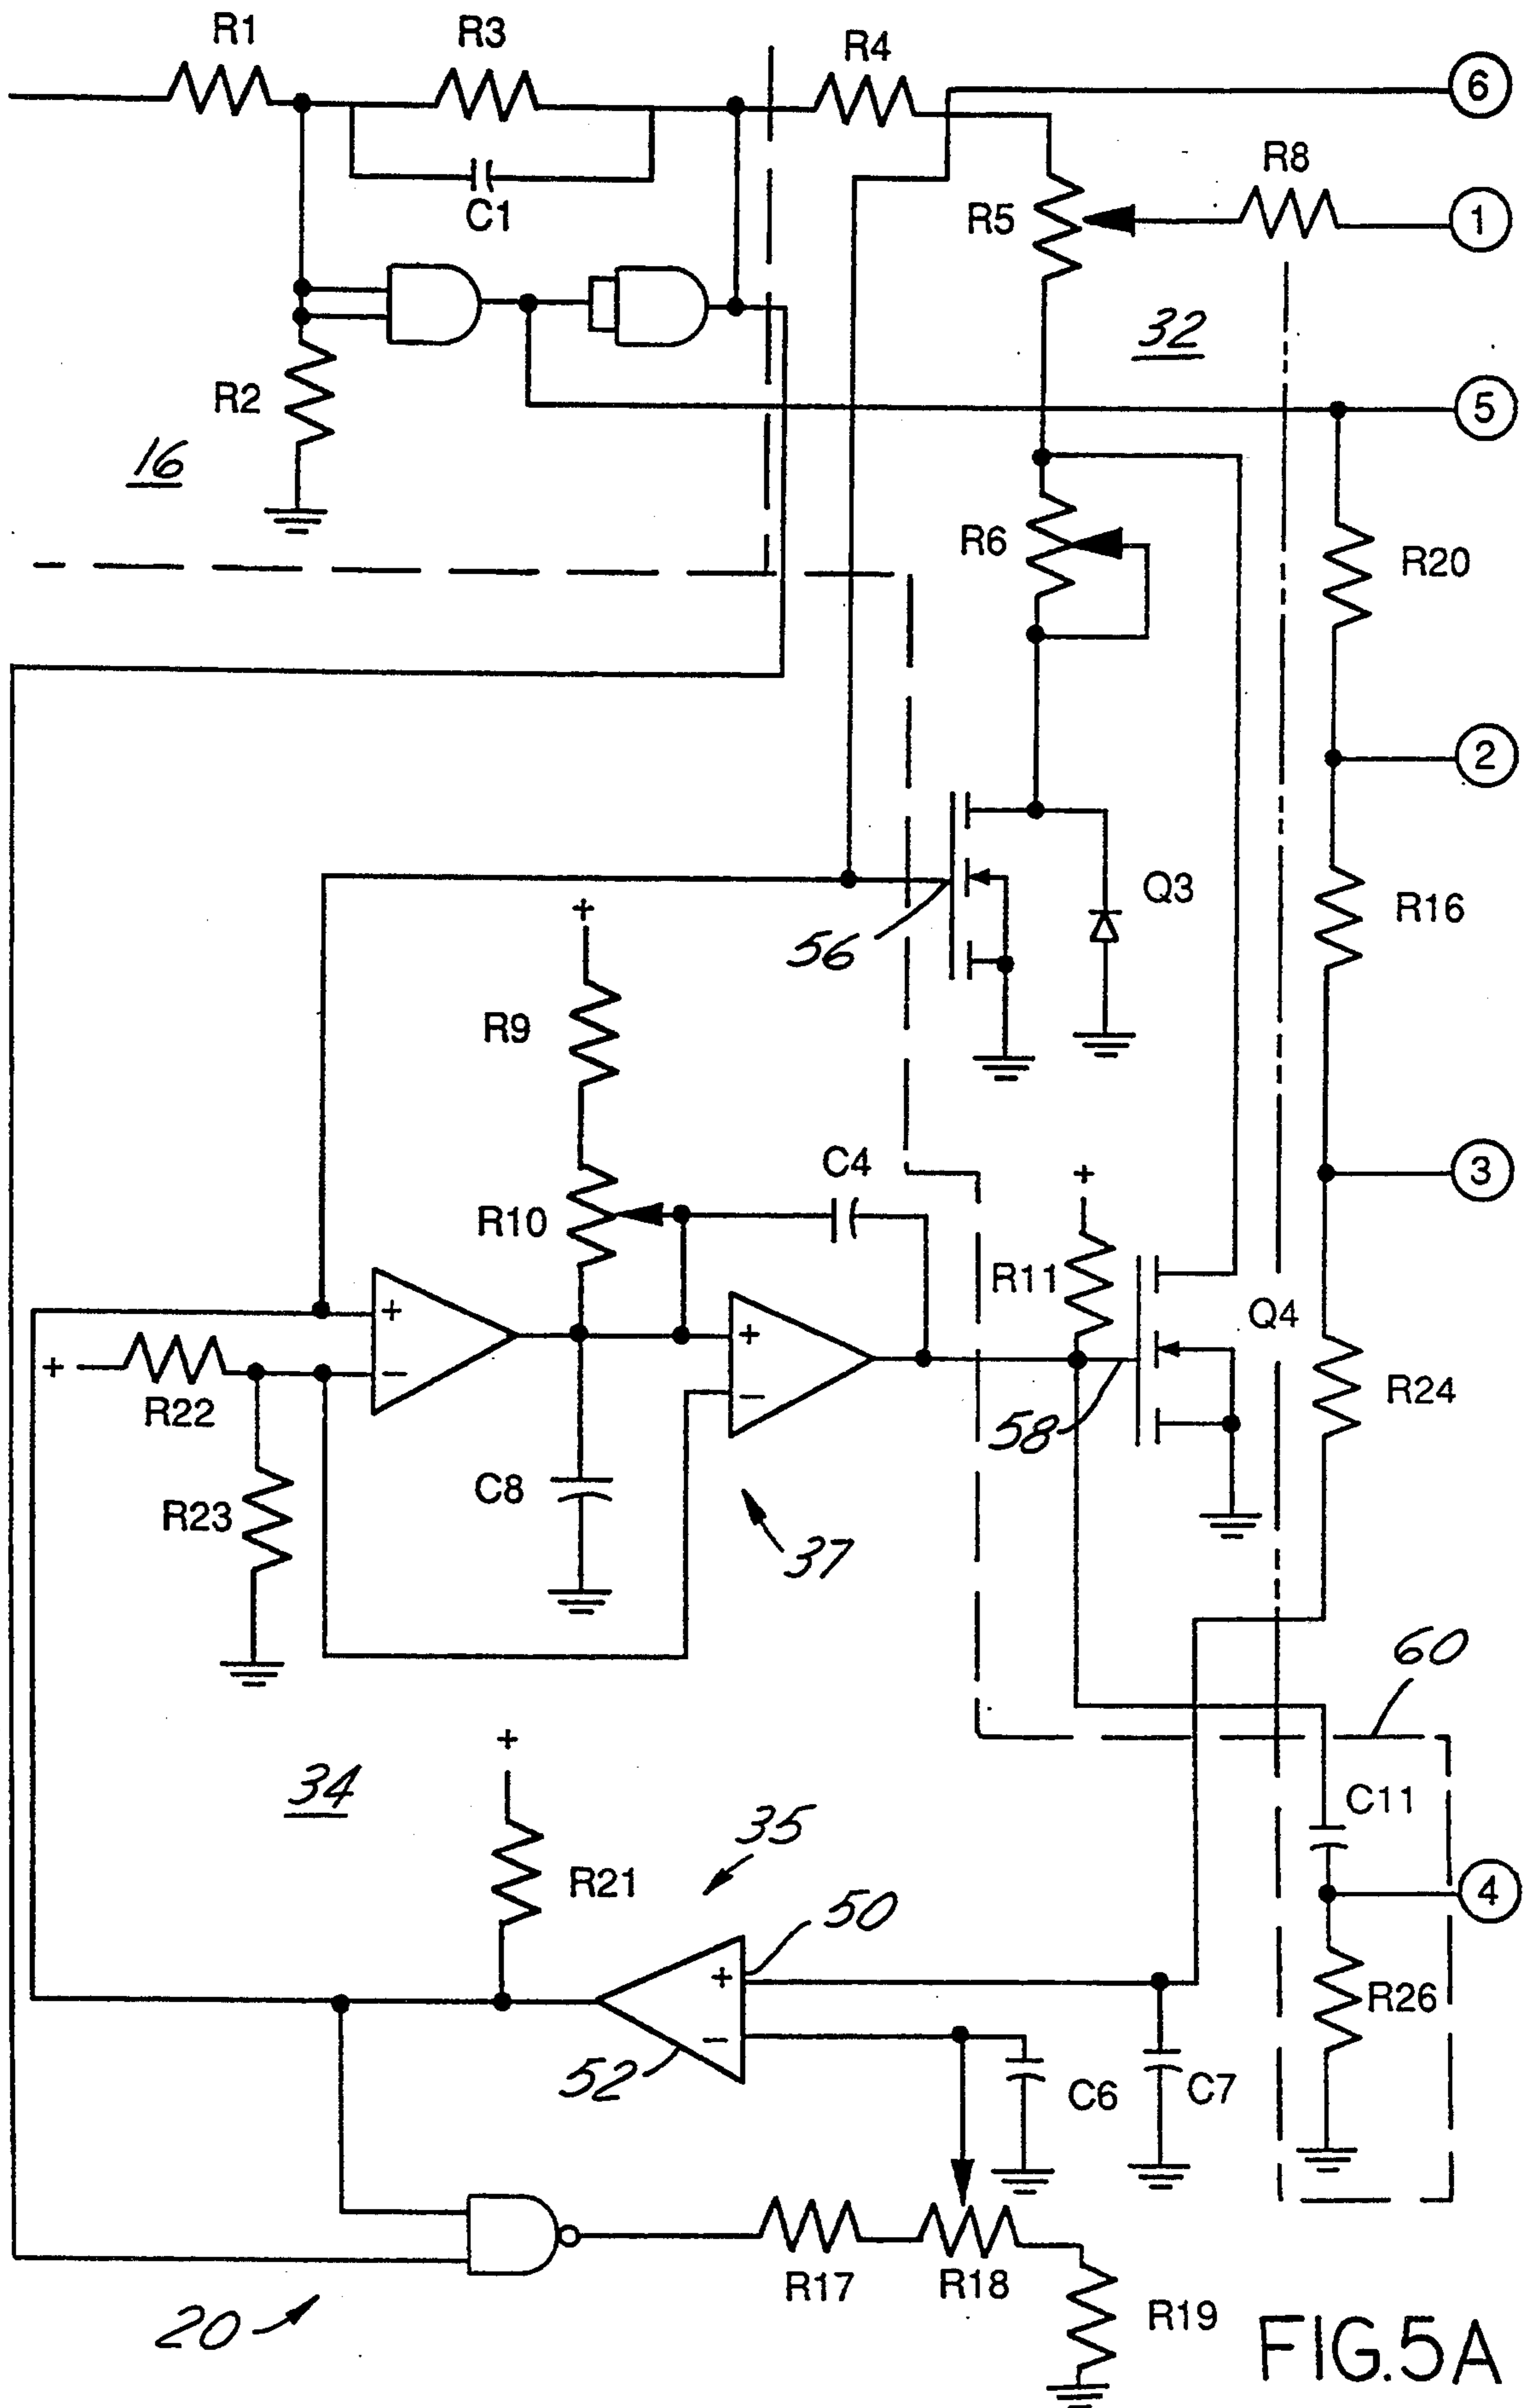 R1 R3 R4 6
C1 R5 R8 1
32
R2 5
16
R6 R20
2
Q3 R16
+ 56
R9
C4 + 3
R10 R11
+ Q4
+ - + R24
R22 - 58
C8
R23 37
60
+
34 C11
35
R21 50 4
+ R26
-
52 C6 C7
R17 R18
20 R19
FIG.5A